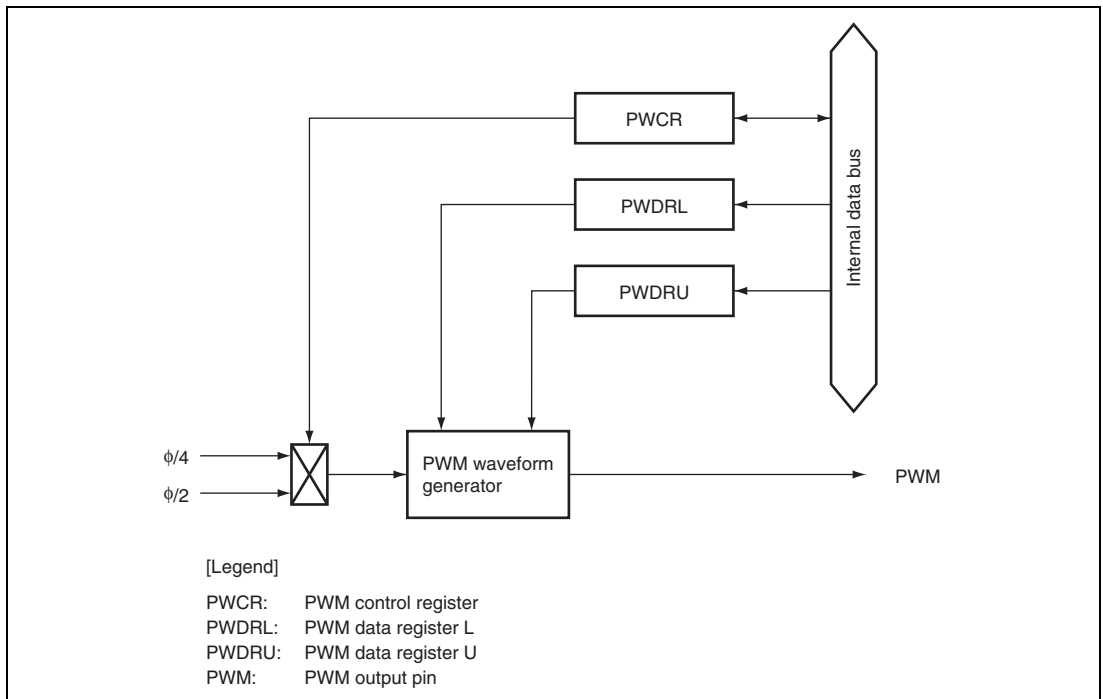 PWCR
PWDRL
PWDRU
Internal data bus
ϕ/4
ϕ/2
PWM waveform
generator
PWM
[Legend]
PWCR: PWM control register
PWDRL: PWM data register L
PWDRU: PWM data register U
PWM: PWM output pin